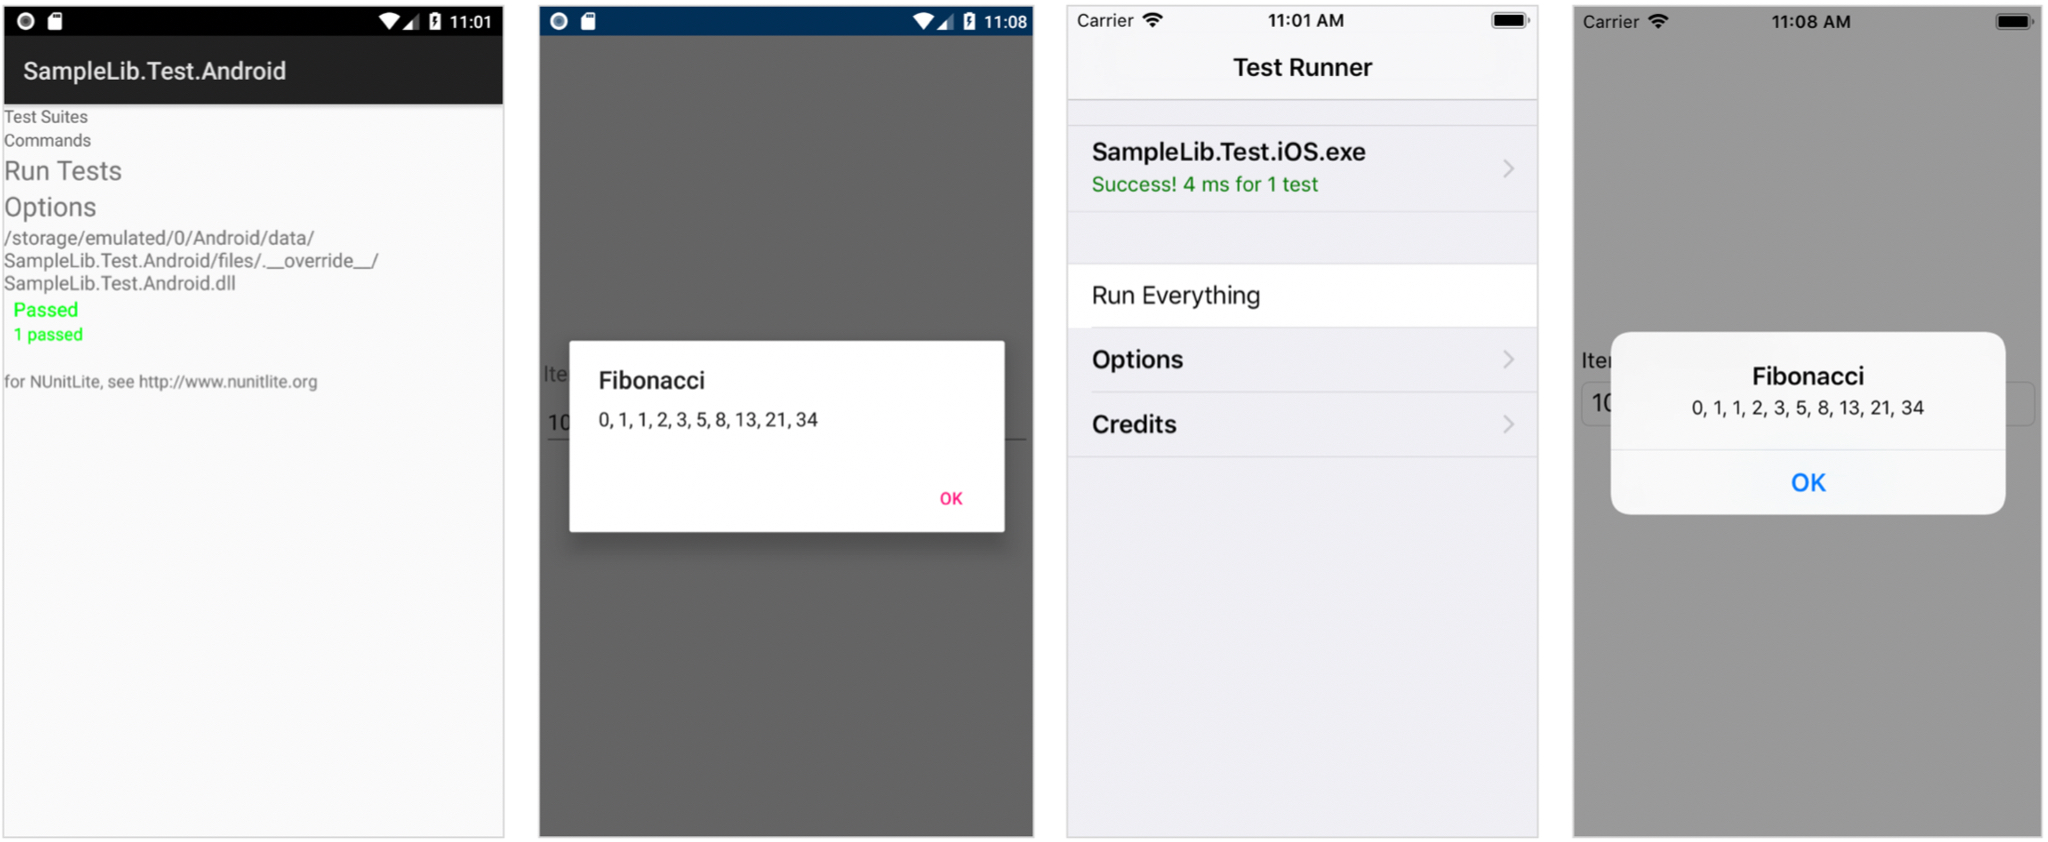 11:01
SampleLib.Test.Android
Test Suites
Commands
Run Tests
Options
/storage/emulated/0/Android/data/
SampleLib.Test.Android/files/.__override__/
SampleLib.Test.Android.dll
Passed
1 passed
for NUnitLite, see http://www.nunitlite.org
11:08
Ite
10
Fibonacci
0, 1, 1, 2, 3, 5, 8, 13, 21, 34
OK
Carrier 11:01 AM
Test Runner
SampleLib.Test.iOS.exe
Success! 4 ms for 1 test
Run Everything
Options
Credits
Carrier 11:08 AM
Iter
10
Fibonacci
0, 1, 1, 2, 3, 5, 8, 13, 21, 34
OK